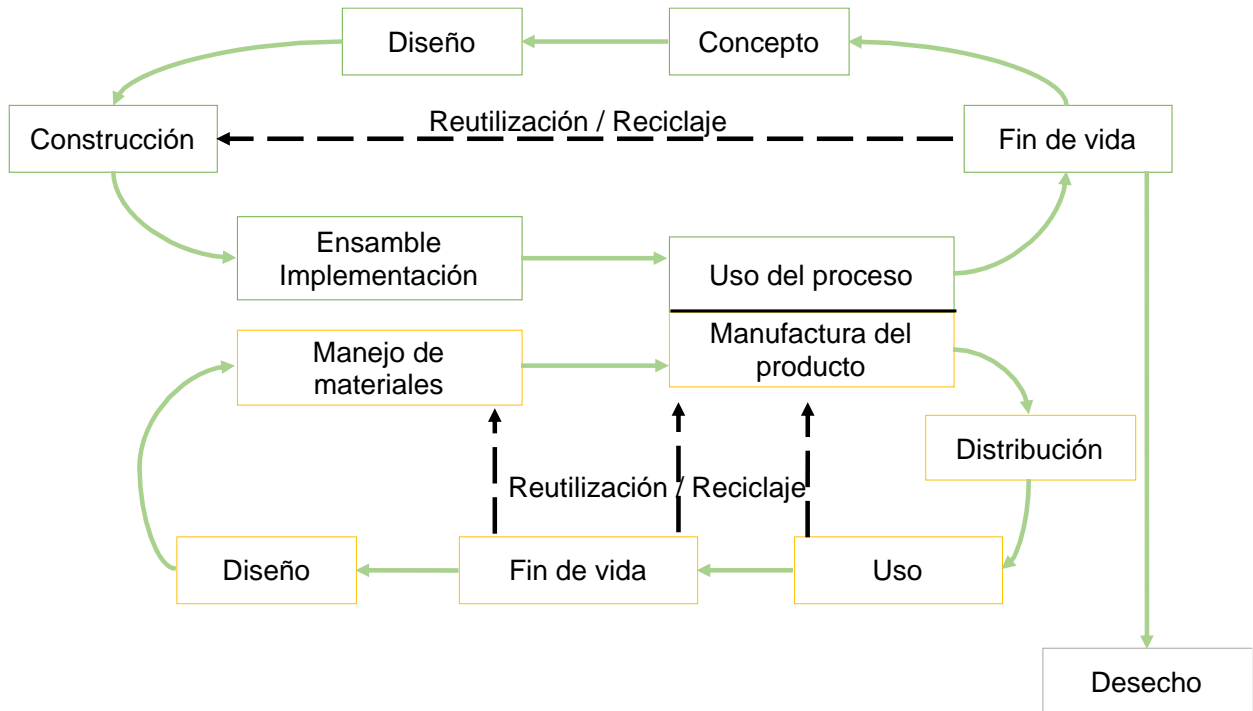 Diseño
Concepto
Reutilización / Reciclaje
Construcción
Fin de vida
Ensamble
Implementación
Uso del proceso
Manejo de
materiales
Manufactura del
producto
Distribución
Reutilización / Reciclaje
Diseño
Fin de vida
Uso
Desecho